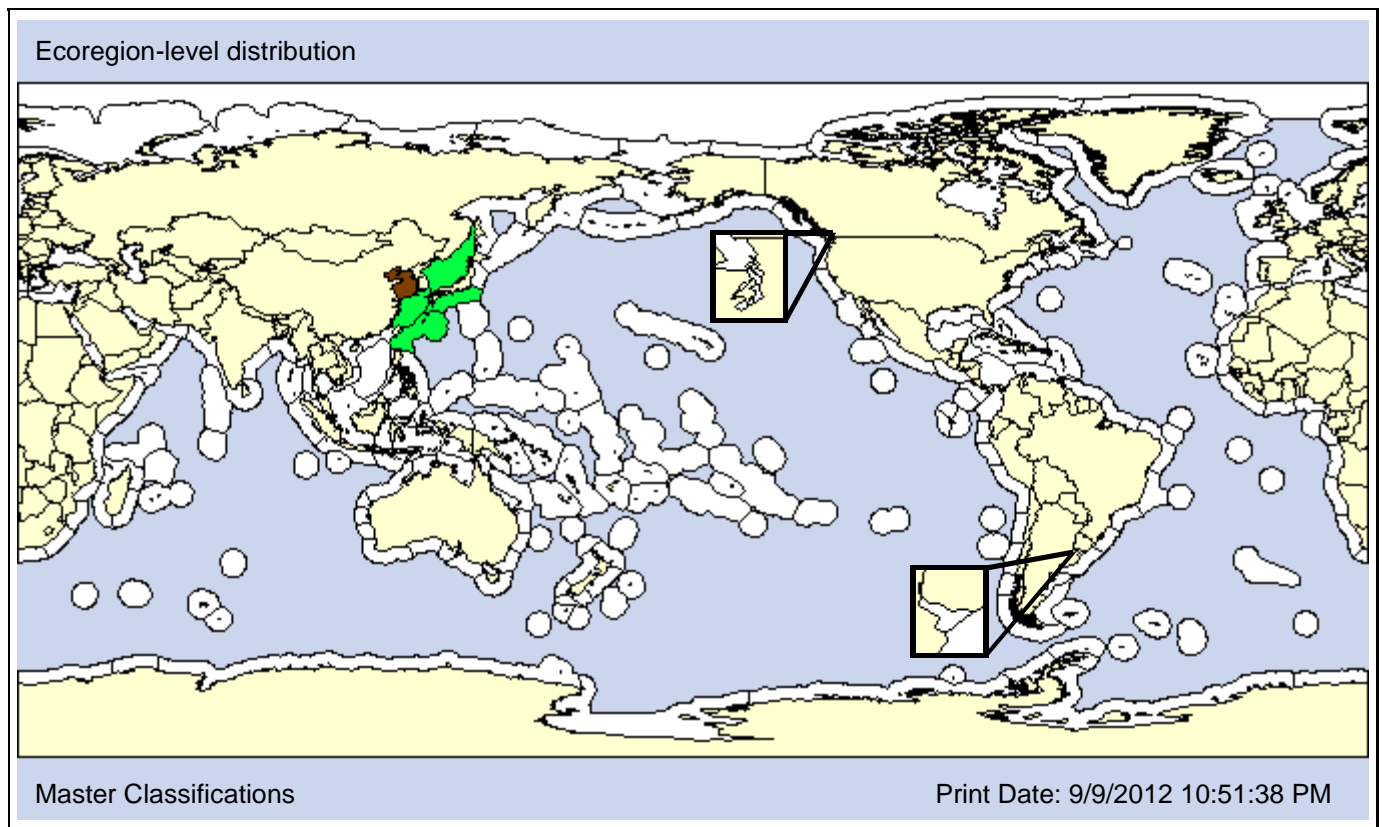 Ecoregion-level distribution
Master Classifications
Print Date: 9/9/2012 10:51:38 PM